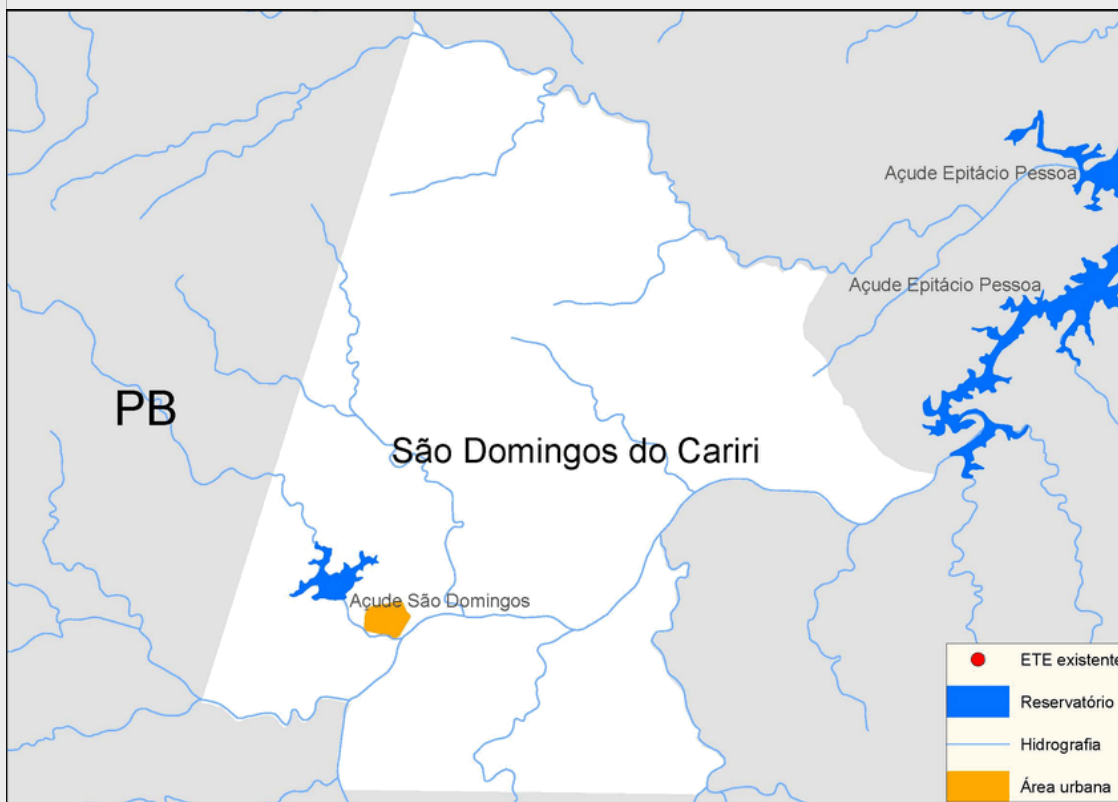 Açude Epitácio Pessoa
Açude Epitácio Pessoa
PB
São Domingos do Cariri
Açude São Domingos
ETE existente
Reservatório
Hidrografia
Área urbana